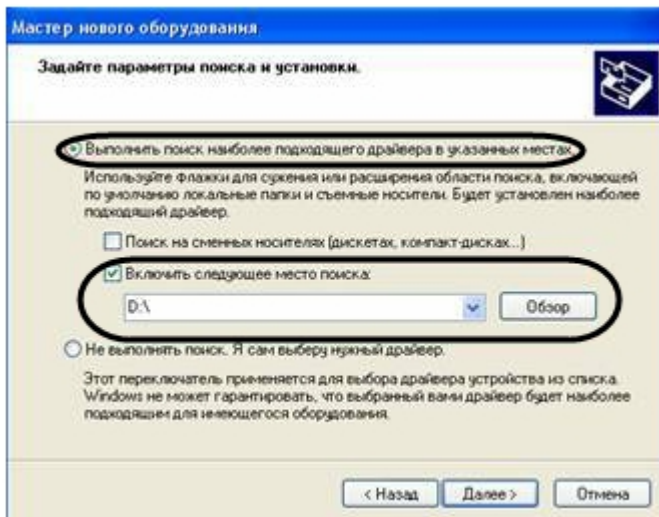 Мастер нового оборудования
Задайте параметры поиска и установки.
Выполнить поиск наиболее подходящего драйвера в указанных местах.
Используйте флажки для сужения или расширения области поиска, включающей
по умолчанию локальные папки и съемные носители. Будет установлен наиболее
подходящий драйвер.
Поиск на сменных носителях (дискетах, компакт-дисках...)
Включить следующее место поиска:
D:\
Обзор
Не выполнять поиск. Я сам выберу нужный драйвер.
Этот переключатель применяется для выбора драйвера устройства из списка.
Windows не может гарантировать, что выбранный вами драйвер будет наиболее
подходящим для имеющегося оборудования.
< Назад Далее > Отмена